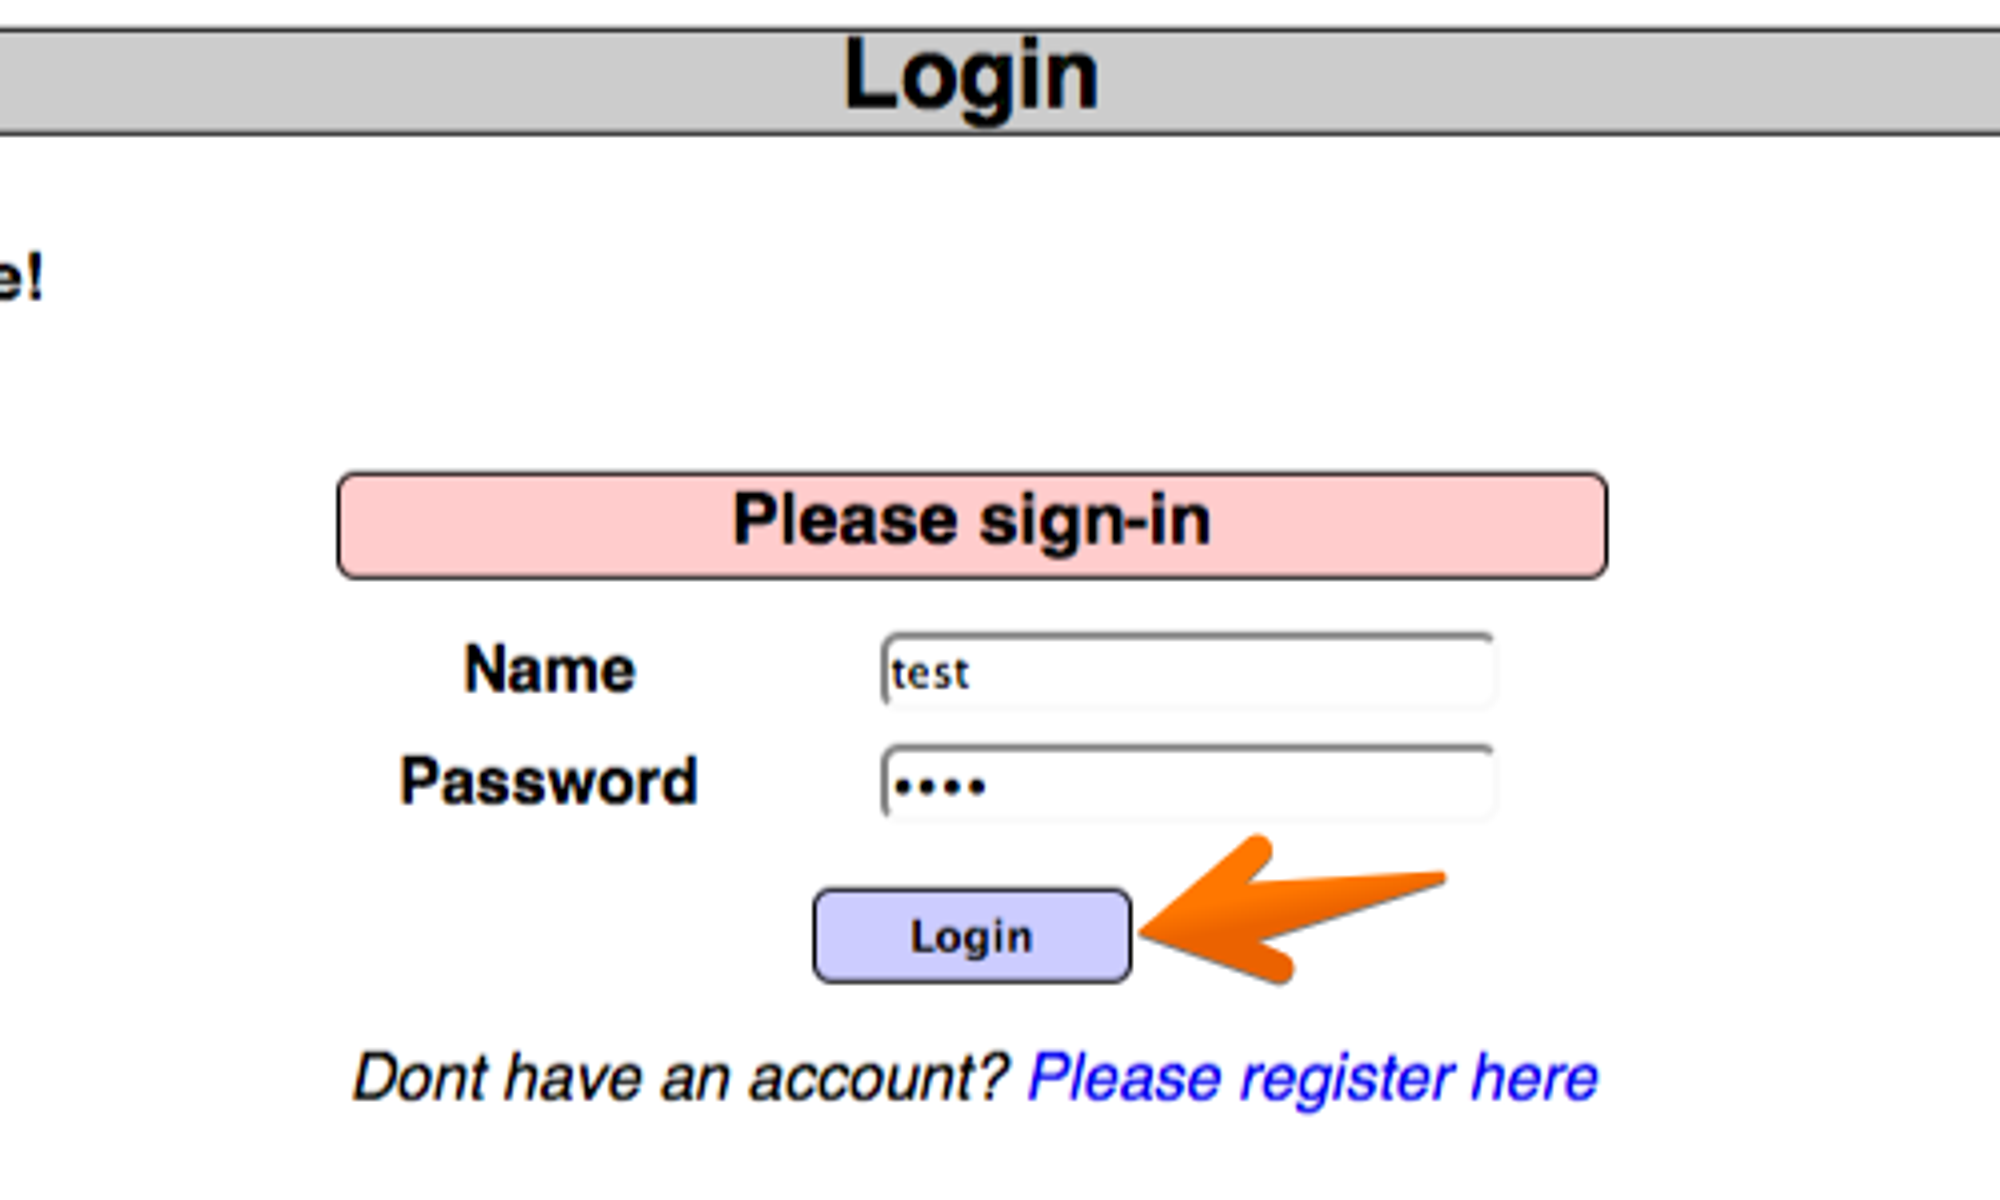 Login
e!
Please sign-in
Name test
Password ••••
Login
Dont have an account? Please register here